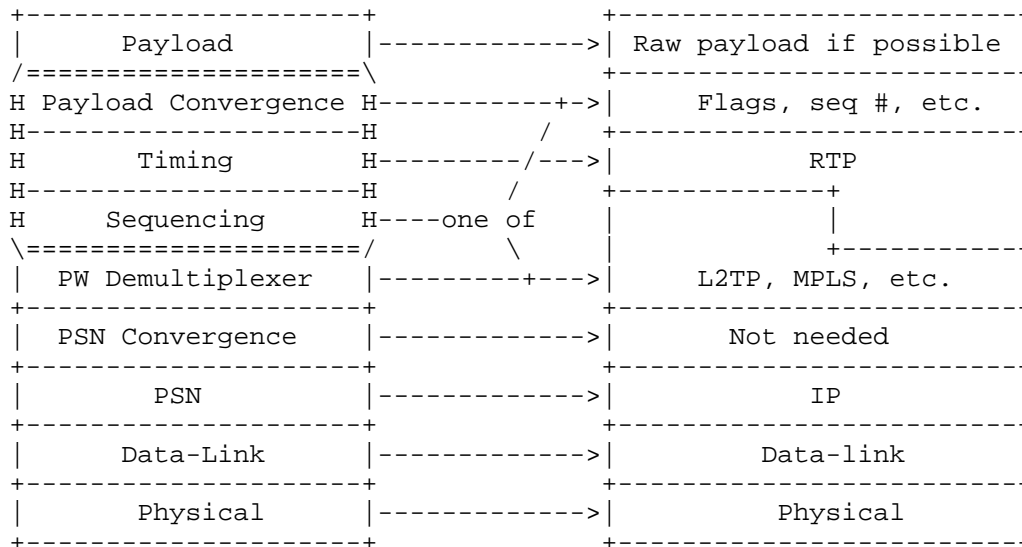 Payload Raw payload if possible
Payload Convergence Flags, seq #, etc.
Timing RTP
Sequencing one of
PW Demultiplexer L2TP, MPLS, etc.
PSN Convergence Not needed
PSN IP
Data-Link Data-link
Physical Physical